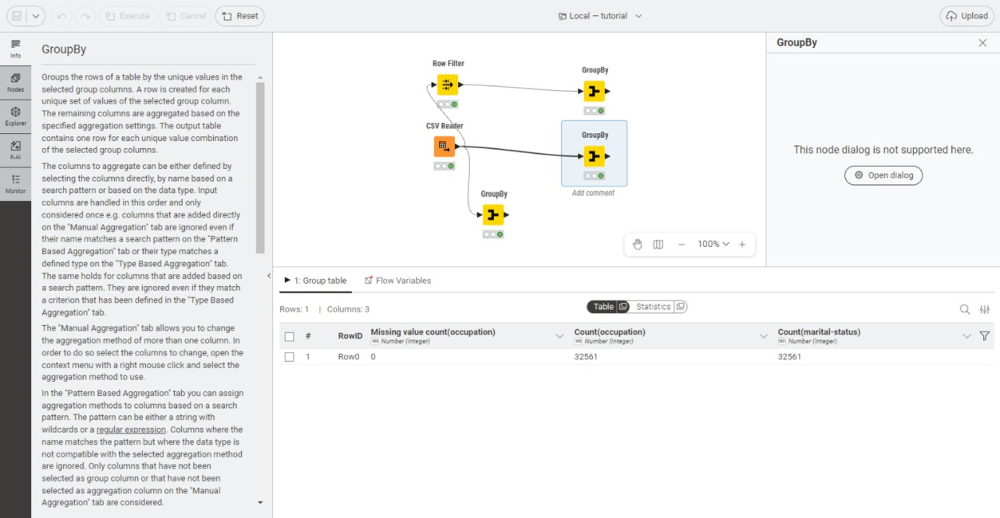 Execute
Cancel
Reset
Local — tutorial
Upload
Info
Nodes
Explorer
K-AI
Monitor
GroupBy
Groups the rows of a table by the unique values in the
selected group columns. A row is created for each
unique set of values of the selected group column.
The remaining columns are aggregated based on the
specified aggregation settings. The output table
contains one row for each unique value combination
of the selected group columns.
The columns to aggregate can be either defined by
selecting the columns directly, by name based on a
search pattern or based on the data type. Input
columns are handled in this order and only
considered once e.g. columns that are added directly
on the "Manual Aggregation" tab are ignored even if
their name matches a search pattern on the "Pattern
Based Aggregation" tab or their type matches a
defined type on the "Type Based Aggregation" tab.
The same holds for columns that are added based on
a search pattern. They are ignored even if they match
a criterion that has been defined in the "Type Based
Aggregation" tab.
The "Manual Aggregation" tab allows you to change
the aggregation method of more than one column. In
order to do so select the columns to change, open the
context menu with a right mouse click and select the
aggregation method to use.
In the "Pattern Based Aggregation" tab you can assign
aggregation methods to columns based on a search
pattern. The pattern can be either a string with
wildcards or a regular expression. Columns where the
name matches the pattern but where the data type is
not compatible with the selected aggregation method
are ignored. Only columns that have not been
selected as group column or that have not been
selected as aggregation column on the "Manual
Aggregation" tab are considered.
Row Filter
GroupBy
CSV Reader
GroupBy
Add comment
GroupBy
100%
GroupBy
This node dialog is not supported here.
Open dialog
1: Group table
Flow Variables
Rows: 1 | Columns: 3
Table
Statistics
# RowID Missing value count(occupation) Count(occupation) Count(marital-status)
Number (Integer) Number (Integer) Number (Integer)
1 Row0 0 32561 32561